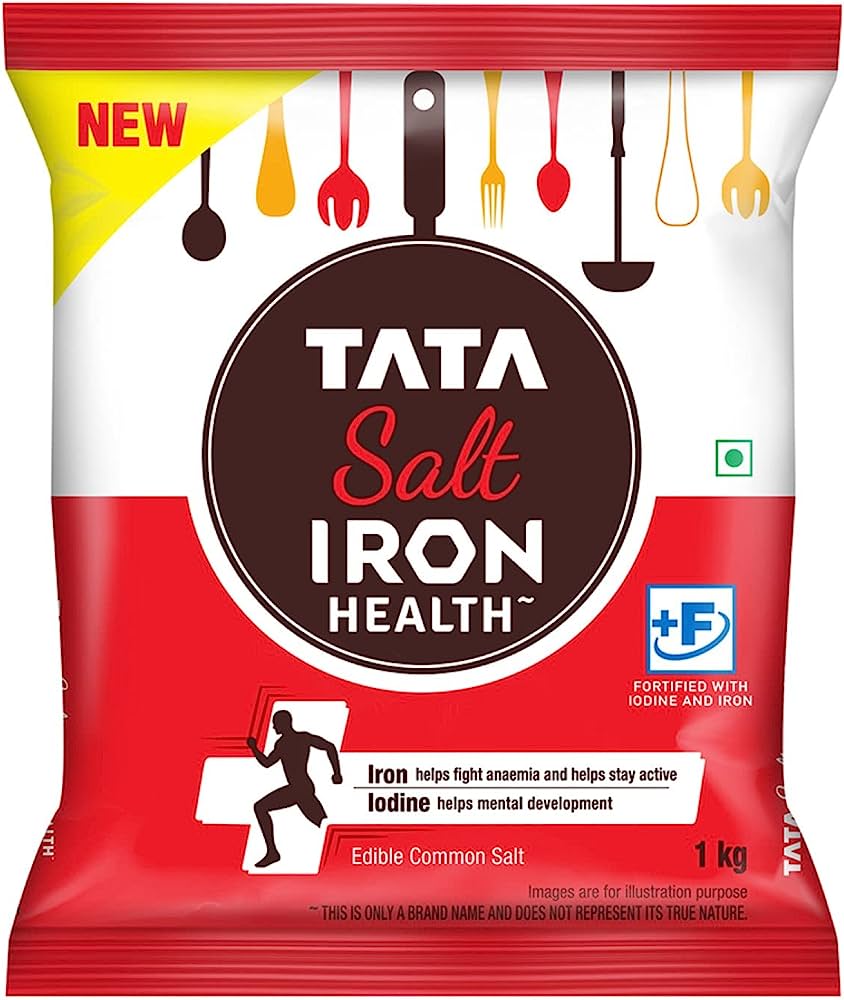 NEW
TATA
Salt
IRON
HEALTH~
+F
FORTIFIED WITH
IODINE AND IRON
Iron helps fight anaemia and helps stay active
Iodine helps mental development
Edible Common Salt
1 kg
Images are for illustration purpose
~ THIS IS ONLY A BRAND NAME AND DOES NOT REPRESENT ITS TRUE NATURE.
LTH~
TATA